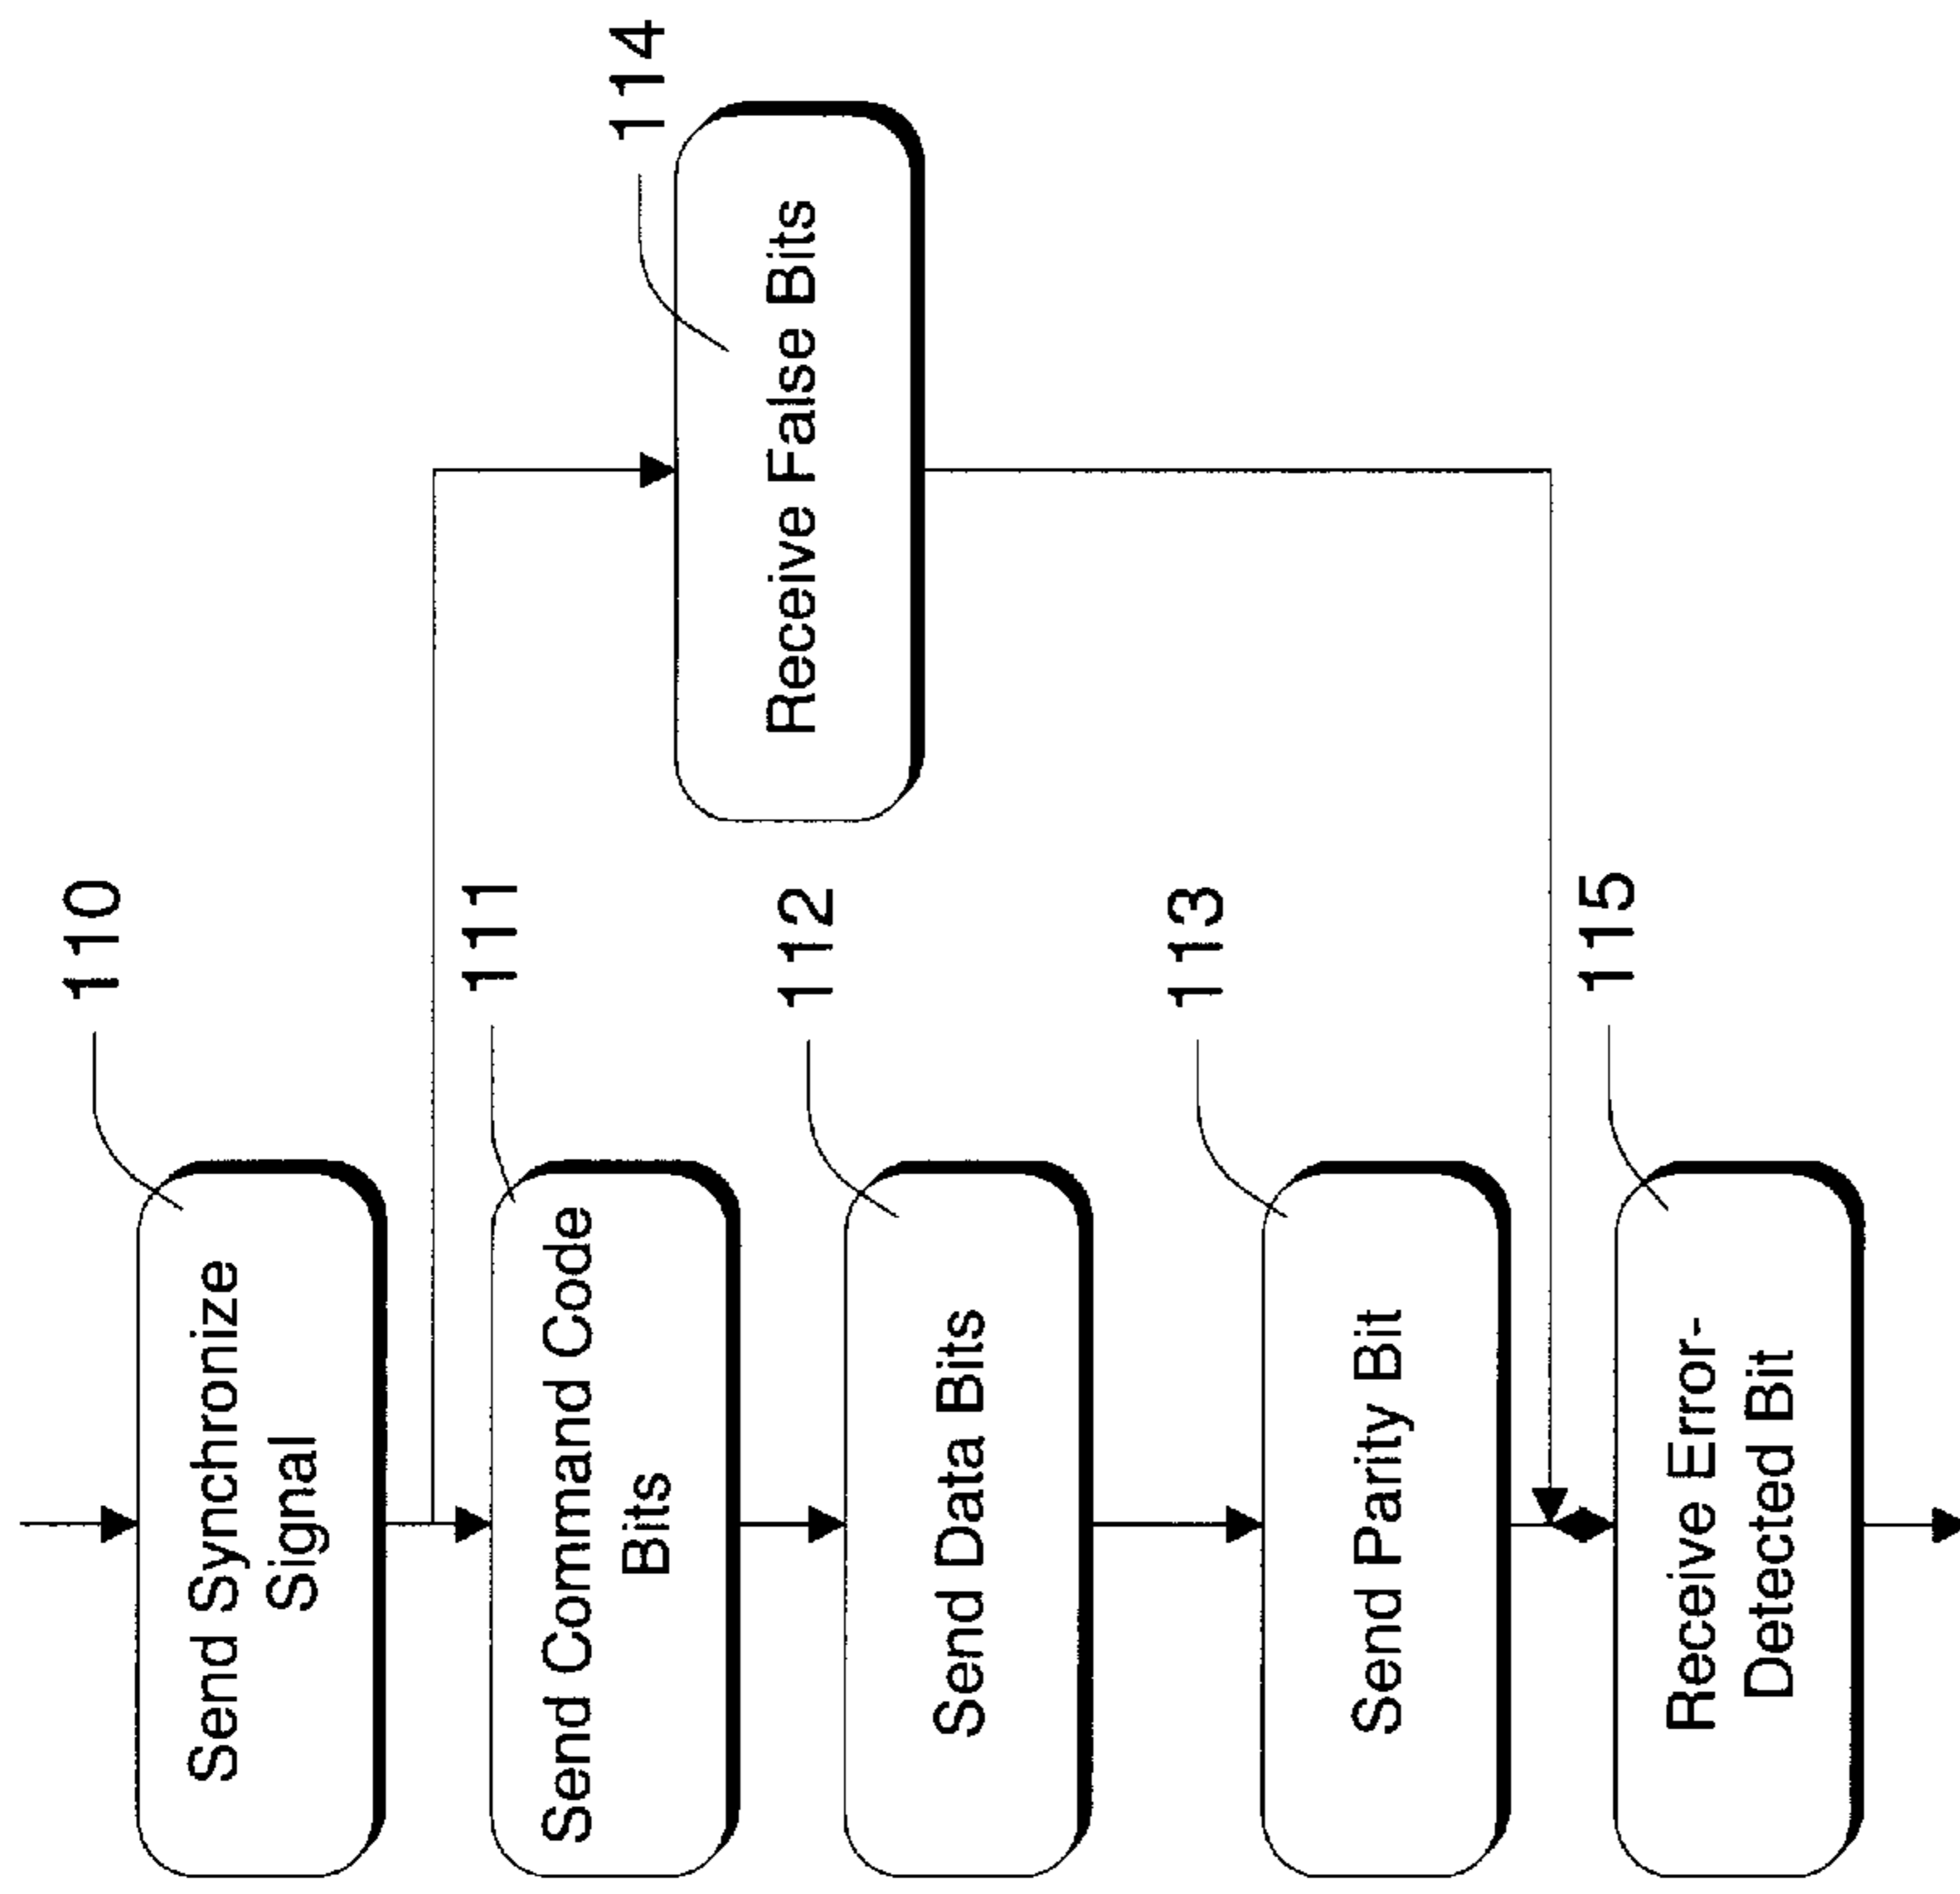 110
Send Synchronize
Signal
111
Send Command Code
Bits
112
Send Data Bits
113
Send Parity Bit
114
Receive False Bits
115
Receive Error-
Detected Bit